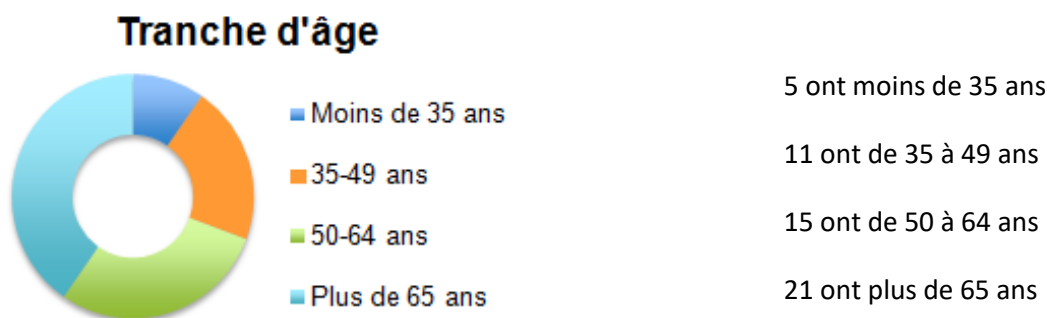 Tranche d'âge
Moins de 35 ans
35-49 ans
50-64 ans
Plus de 65 ans
5 ont moins de 35 ans
11 ont de 35 à 49 ans
15 ont de 50 à 64 ans
21 ont plus de 65 ans